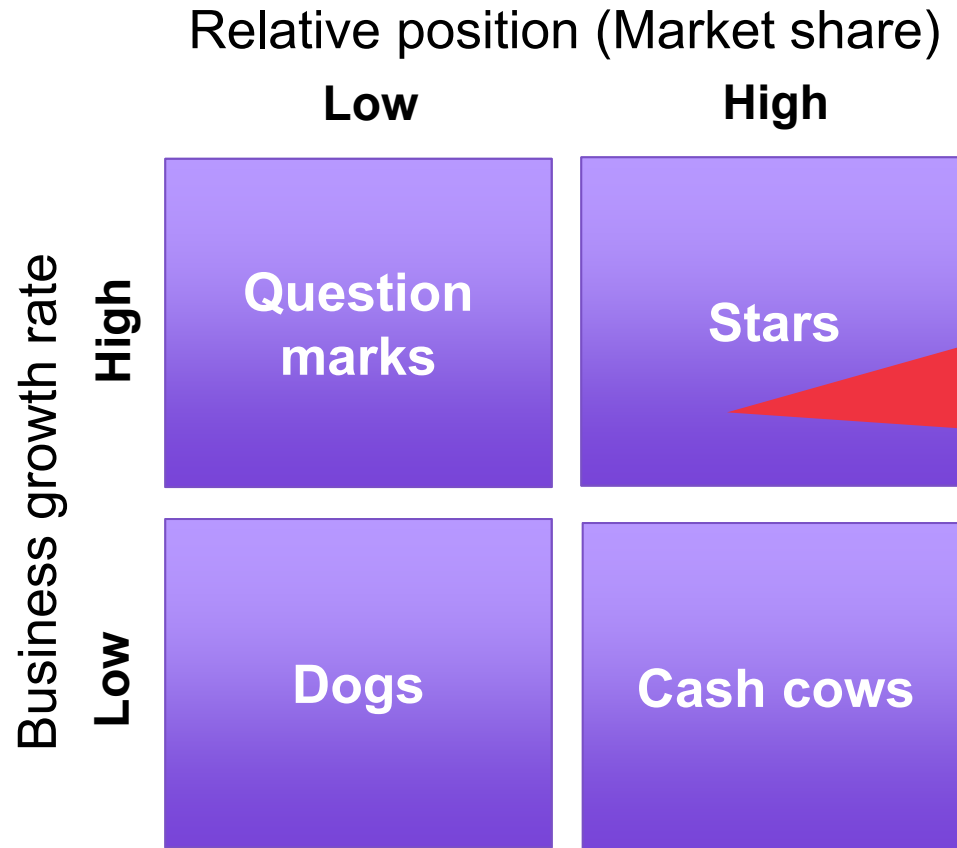 Relative position (Market share)
Low
High
Business growth rate
High
Question
marks
Stars
Low
Dogs
Cash cows